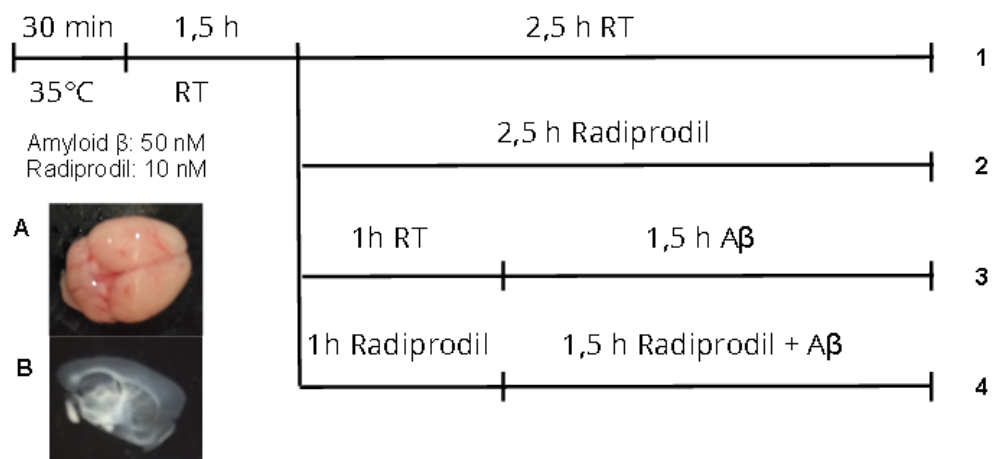 30 min 1,5 h 2,5 h RT
1
35°C RT
2,5 h Radiprodil
Amyloid β: 50 nM
Radiprodil: 10 nM
2
A
1h RT 1,5 h Aβ
3
B
1h Radiprodil 1,5 h Radiprodil + Aβ
4